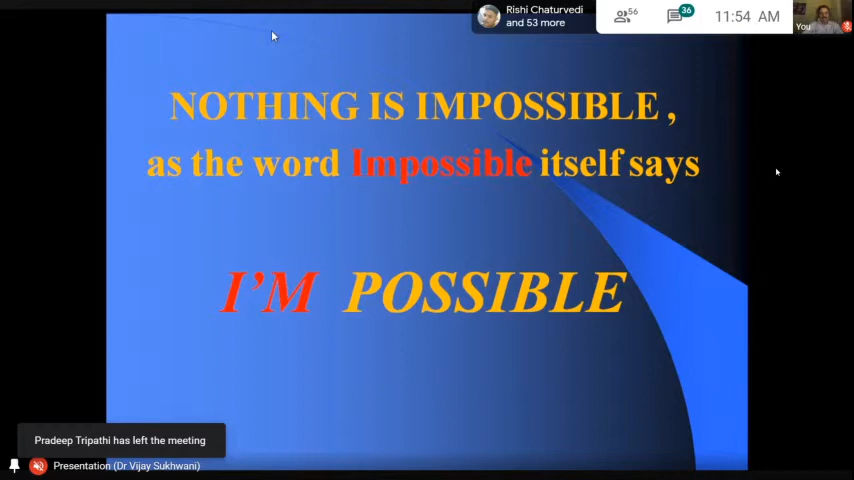 Rishi Chaturvedi
and 53 more
56
36
11:54 AM
You
NOTHING IS IMPOSSIBLE ,
as the word Impossible itself says
I'M POSSIBLE
Pradeep Tripathi has left the meeting
Presentation (Dr Vijay Sukhwani)